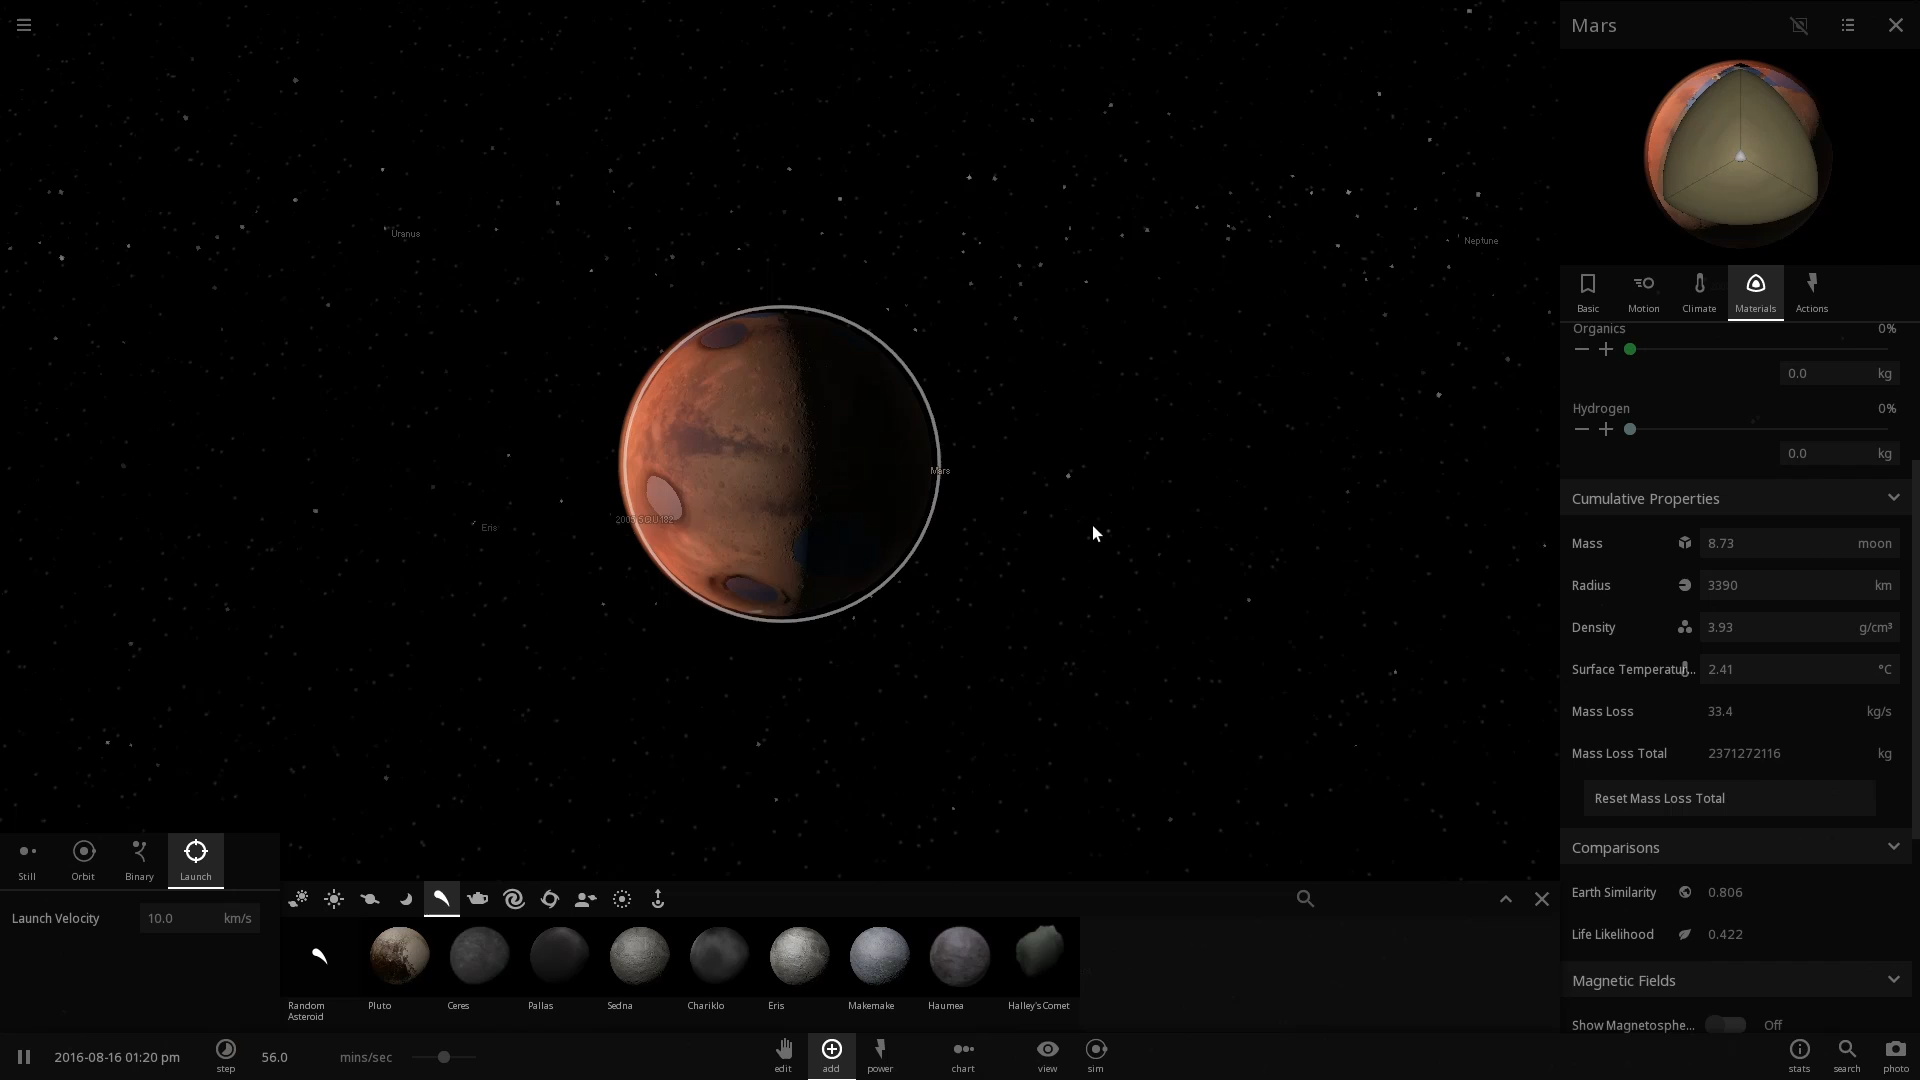 Mars
Uranus
Neptune
Mars
Eris
Basic
Motion
Climate
Materials
Actions
Organics 0%
0.0 kg
Hydrogen 0%
0.0 kg
Cumulative Properties
Mass 8.73 moon
Radius 3390 km
Density 3.93 g/cm³
Surface Temperatur... 2.41 °C
Mass Loss 33.4 kg/s
Mass Loss Total 2371272116 kg
Reset Mass Loss Total
Comparisons
Earth Similarity 0.806
Life Likelihood 0.422
Magnetic Fields
Show Magnetosphe... Off
Still
Orbit
Binary
Launch
Launch Velocity 10.0 km/s
Random
Asteroid
Pluto
Ceres
Pallas
Sedna
Chariklo
Eris
Makemake
Haumea
Halley's Comet
2016-08-16 01:20 pm
step
56.0 mins/sec
edit
add
power
chart
view
sim
stats
search
photo